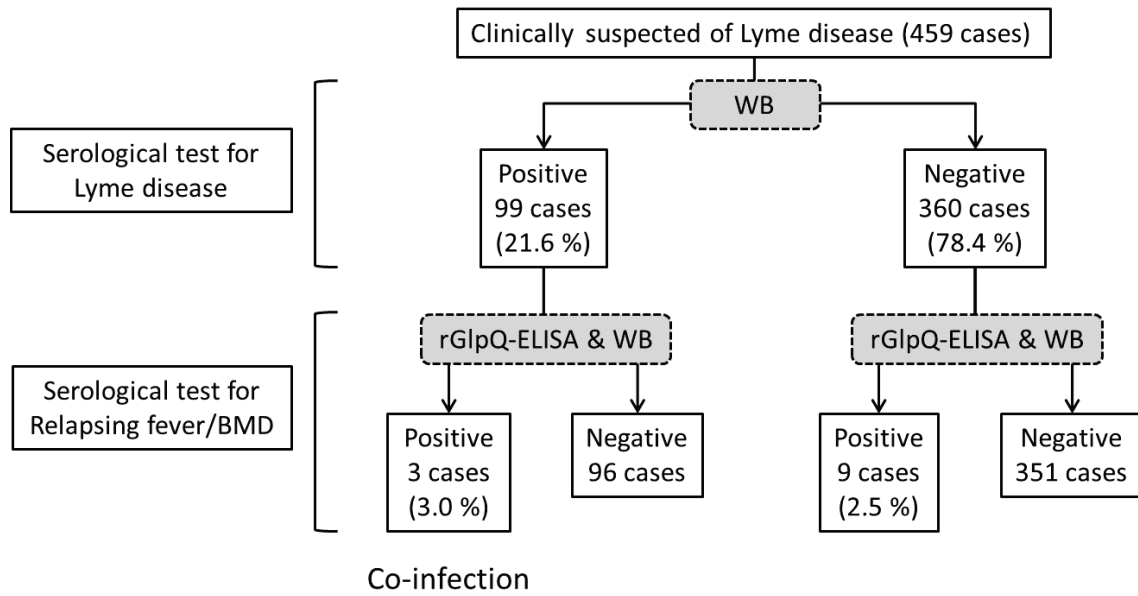 Clinically suspected of Lyme disease (459 cases)
WB
Serological test for
Lyme disease
Positive
99 cases
(21.6 %)
Negative
360 cases
(78.4 %)
rGlpQ-ELISA & WB
rGlpQ-ELISA & WB
Serological test for
Relapsing fever/BMD
Positive
3 cases
(3.0 %)
Negative
96 cases
Positive
9 cases
(2.5 %)
Negative
351 cases
Co-infection